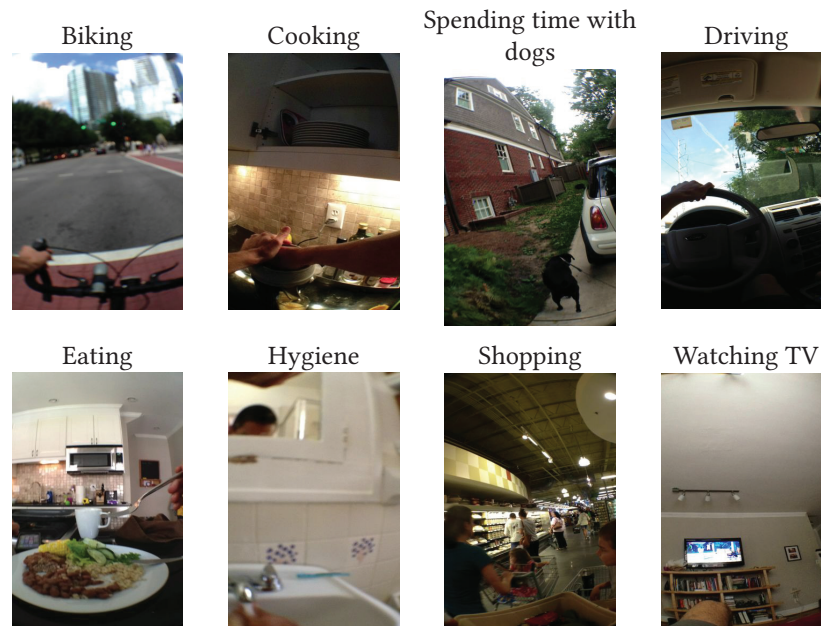 Biking
Cooking
Spending time with
dogs
Driving
Eating
Hygiene
Shopping
Watching TV